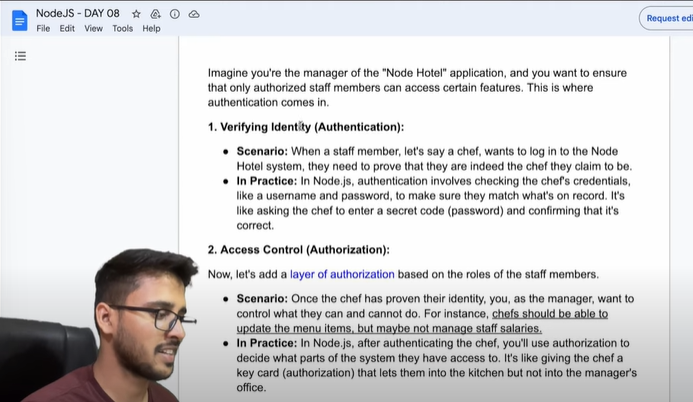 NodeJS - DAY 08
File Edit View Tools Help
Request edi
Imagine you're the manager of the "Node Hotel" application, and you want to ensure
that only authorized staff members can access certain features. This is where
authentication comes in.
1. Verifying Identity (Authentication):
● Scenario: When a staff member, let's say a chef, wants to log in to the Node
Hotel system, they need to prove that they are indeed the chef they claim to be.
● In Practice: In Node.js, authentication involves checking the chef's credentials,
like a username and password, to make sure they match what's on record. It's
like asking the chef to enter a secret code (password) and confirming that it's
correct.
2. Access Control (Authorization):
Now, let's add a layer of authorization based on the roles of the staff members.
● Scenario: Once the chef has proven their identity, you, as the manager, want to
control what they can and cannot do. For instance, chefs should be able to
update the menu items, but maybe not manage staff salaries.
● In Practice: In Node.js, after authenticating the chef, you'll use authorization to
decide what parts of the system they have access to. It's like giving the chef a
key card (authorization) that lets them into the kitchen but not into the manager's
office.